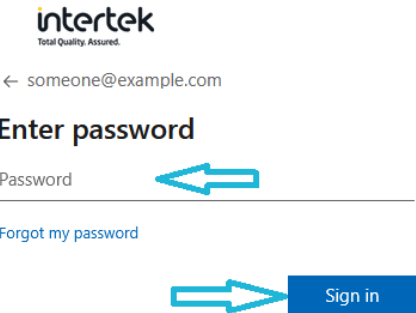 intertek
Total Quality. Assured.
← someone@example.com
Enter password
Password
Forgot my password
Sign in